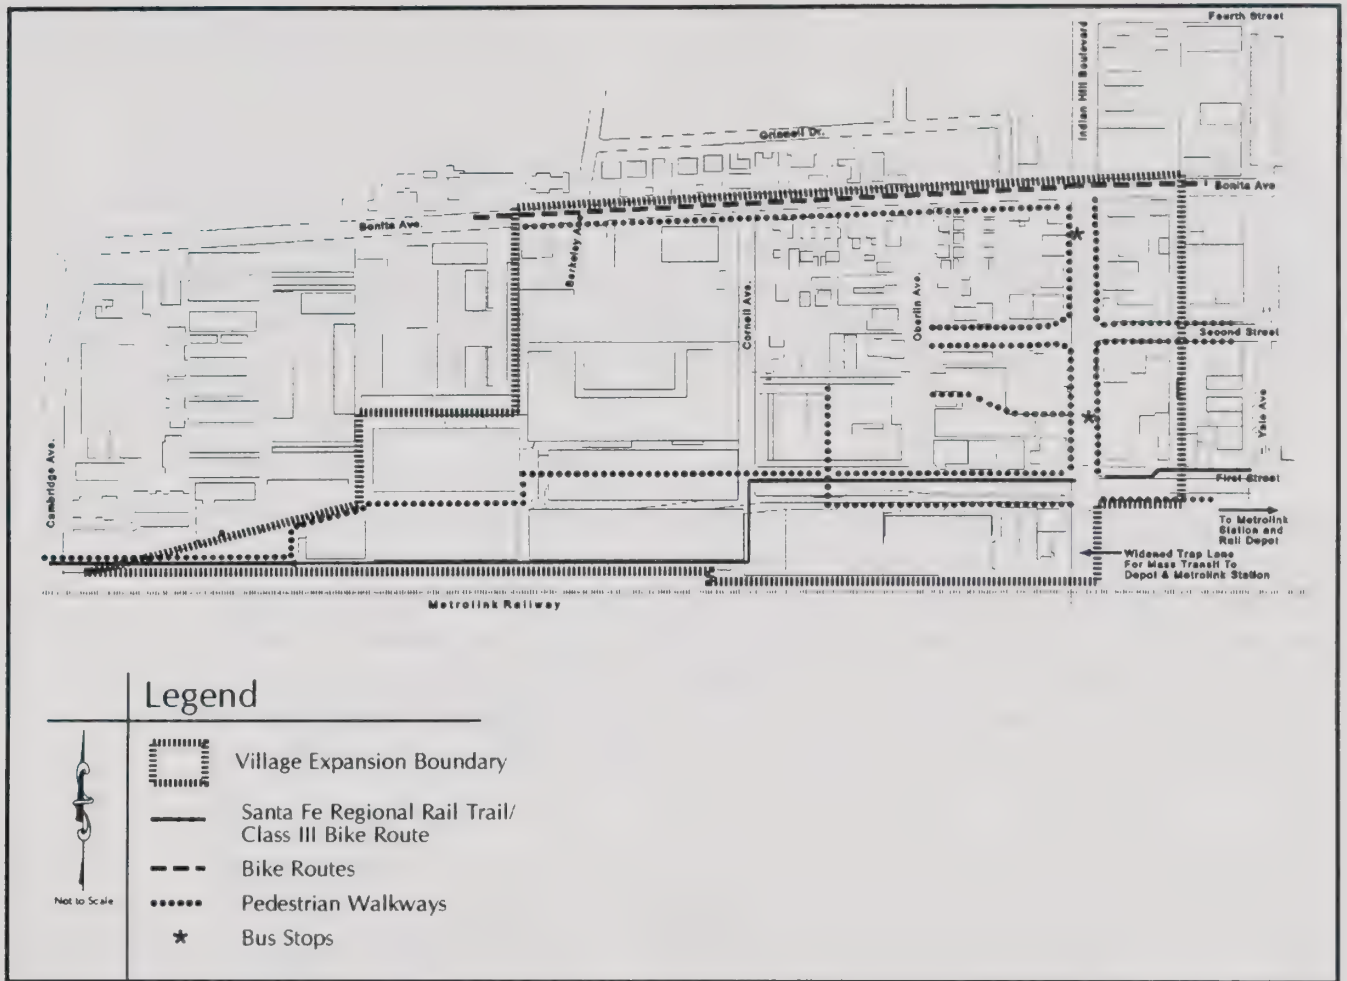 Fourth Street
Indian Hill Boulevard
Grinnell Dr.
Bonita Ave
Bonita Ave.
Berkeley Ave.
Cornell Ave.
Oberlin Ave.
Second Street
Yale Ave
Cambridge Ave.
First Street
To Metrolink
Station and
Rail Depot
Widened Trap Lane
For Mass Transit To
Depot & Metrolink Station
Metrolink Railway
Legend
Village Expansion Boundary
Santa Fe Regional Rail Trail/
Class III Bike Route
Bike Routes
Pedestrian Walkways
Bus Stops
Not to Scale